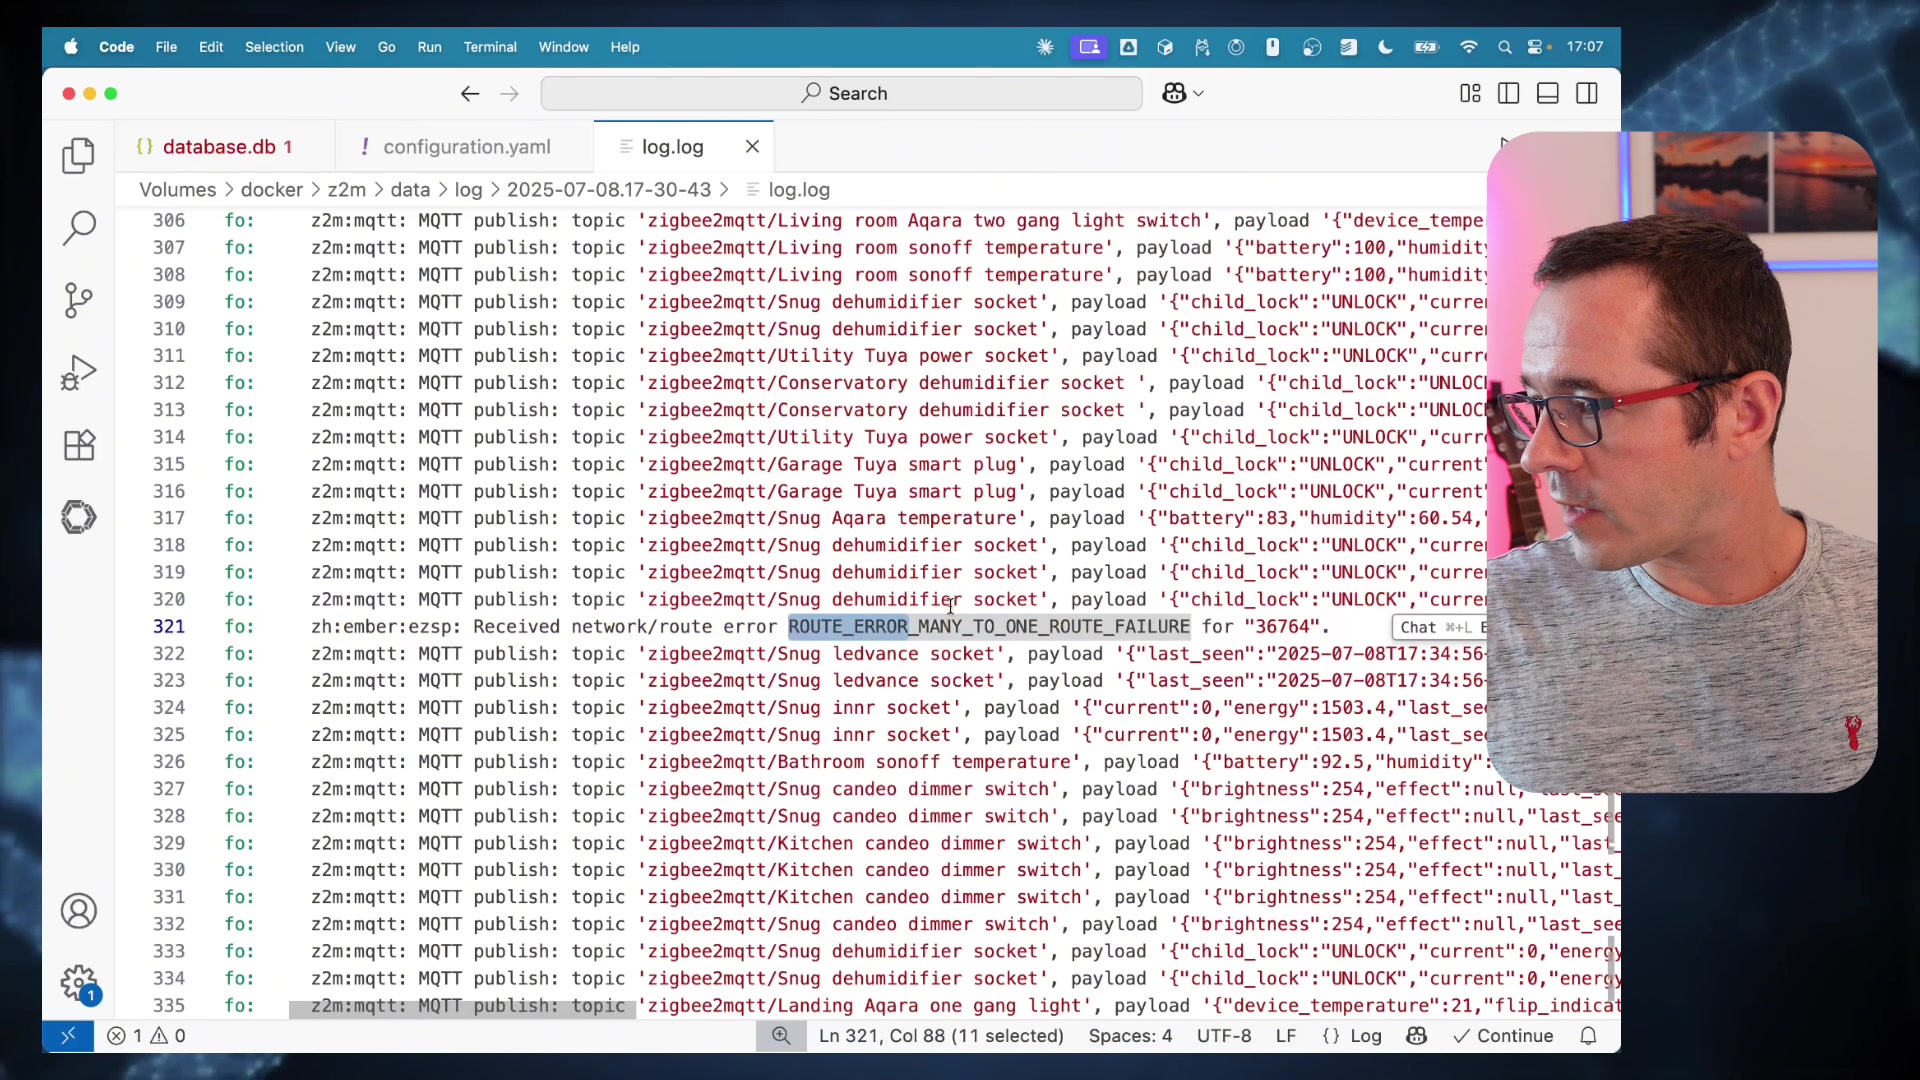 Code File Edit Selection View Go Run Terminal Window Help 17:07
Search
{} database.db 1 ! configuration.yaml log.log
Volumes > docker > z2m > data > log > 2025-07-08.17-30-43 > log.log
306 fo: z2m:mqtt: MQTT publish: topic 'zigbee2mqtt/Living room Aqara two gang light switch', payload '{"device_tempe
307 fo: z2m:mqtt: MQTT publish: topic 'zigbee2mqtt/Living room sonoff temperature', payload '{"battery":100,"humidity
308 fo: z2m:mqtt: MQTT publish: topic 'zigbee2mqtt/Living room sonoff temperature', payload '{"battery":100,"humidity
309 fo: z2m:mqtt: MQTT publish: topic 'zigbee2mqtt/Snug dehumidifier socket', payload '{"child_lock":"UNLOCK","curren
310 fo: z2m:mqtt: MQTT publish: topic 'zigbee2mqtt/Snug dehumidifier socket', payload '{"child_lock":"UNLOCK","curren
311 fo: z2m:mqtt: MQTT publish: topic 'zigbee2mqtt/Utility Tuya power socket', payload '{"child_lock":"UNLOCK","curre
312 fo: z2m:mqtt: MQTT publish: topic 'zigbee2mqtt/Conservatory dehumidifier socket ', payload '{"child_lock":"UNLOCK
313 fo: z2m:mqtt: MQTT publish: topic 'zigbee2mqtt/Conservatory dehumidifier socket ', payload '{"child_lock":"UNLOCK
314 fo: z2m:mqtt: MQTT publish: topic 'zigbee2mqtt/Utility Tuya power socket', payload '{"child_lock":"UNLOCK","curre
315 fo: z2m:mqtt: MQTT publish: topic 'zigbee2mqtt/Garage Tuya smart plug', payload '{"child_lock":"UNLOCK","current"
316 fo: z2m:mqtt: MQTT publish: topic 'zigbee2mqtt/Garage Tuya smart plug', payload '{"child_lock":"UNLOCK","current"
317 fo: z2m:mqtt: MQTT publish: topic 'zigbee2mqtt/Snug Aqara temperature', payload '{"battery":83,"humidity":60.54,"
318 fo: z2m:mqtt: MQTT publish: topic 'zigbee2mqtt/Snug dehumidifier socket', payload '{"child_lock":"UNLOCK","curren
319 fo: z2m:mqtt: MQTT publish: topic 'zigbee2mqtt/Snug dehumidifier socket', payload '{"child_lock":"UNLOCK","curren
320 fo: z2m:mqtt: MQTT publish: topic 'zigbee2mqtt/Snug dehumidifier socket', payload '{"child_lock":"UNLOCK","curren
321 fo: zh:ember:ezsp: Received network/route error ROUTE_ERROR_MANY_TO_ONE_ROUTE_FAILURE for "36764". Chat ⌘+L E
322 fo: z2m:mqtt: MQTT publish: topic 'zigbee2mqtt/Snug ledvance socket', payload '{"last_seen":"2025-07-08T17:34:56
323 fo: z2m:mqtt: MQTT publish: topic 'zigbee2mqtt/Snug ledvance socket', payload '{"last_seen":"2025-07-08T17:34:56
324 fo: z2m:mqtt: MQTT publish: topic 'zigbee2mqtt/Snug innr socket', payload '{"current":0,"energy":1503.4,"last_see
325 fo: z2m:mqtt: MQTT publish: topic 'zigbee2mqtt/Snug innr socket', payload '{"current":0,"energy":1503.4,"last_see
326 fo: z2m:mqtt: MQTT publish: topic 'zigbee2mqtt/Bathroom sonoff temperature', payload '{"battery":92.5,"humidity":
327 fo: z2m:mqtt: MQTT publish: topic 'zigbee2mqtt/Snug candeo dimmer switch', payload '{"brightness":254,"effect":null,"last_see
328 fo: z2m:mqtt: MQTT publish: topic 'zigbee2mqtt/Snug candeo dimmer switch', payload '{"brightness":254,"effect":null,"last_see
329 fo: z2m:mqtt: MQTT publish: topic 'zigbee2mqtt/Kitchen candeo dimmer switch', payload '{"brightness":254,"effect":null,"last_
330 fo: z2m:mqtt: MQTT publish: topic 'zigbee2mqtt/Kitchen candeo dimmer switch', payload '{"brightness":254,"effect":null,"last_
331 fo: z2m:mqtt: MQTT publish: topic 'zigbee2mqtt/Kitchen candeo dimmer switch', payload '{"brightness":254,"effect":null,"last_
332 fo: z2m:mqtt: MQTT publish: topic 'zigbee2mqtt/Snug candeo dimmer switch', payload '{"brightness":254,"effect":null,"last_see
333 fo: z2m:mqtt: MQTT publish: topic 'zigbee2mqtt/Snug dehumidifier socket', payload '{"child_lock":"UNLOCK","current":0,"energy
334 fo: z2m:mqtt: MQTT publish: topic 'zigbee2mqtt/Snug dehumidifier socket', payload '{"child_lock":"UNLOCK","current":0,"energy
335 fo: z2m:mqtt: MQTT publish: topic 'zigbee2mqtt/Landing Aqara one gang light', payload '{"device_temperature":21,"flip_indicat
1
1 0 Ln 321, Col 88 (11 selected) Spaces: 4 UTF-8 LF {} Log Continue